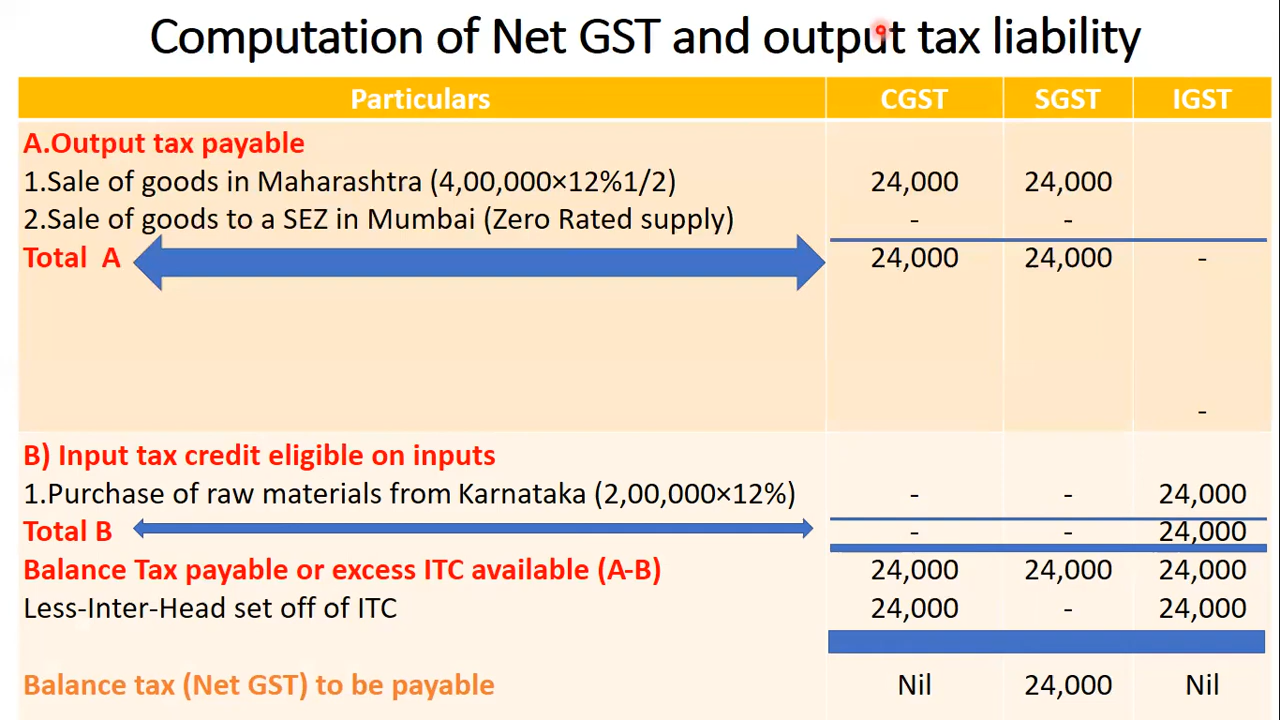 Computation of Net GST and output tax liability
Particulars CGST SGST IGST
A.Output tax payable
1.Sale of goods in Maharashtra (4,00,000×12%1/2) 24,000 24,000
2.Sale of goods to a SEZ in Mumbai (Zero Rated supply) - -
Total A 24,000 24,000 -
-
B) Input tax credit eligible on inputs
1.Purchase of raw materials from Karnataka (2,00,000×12%) - - 24,000
Total B - - 24,000
Balance Tax payable or excess ITC available (A-B) 24,000 24,000 24,000
Less-Inter-Head set off of ITC 24,000 - 24,000
Balance tax (Net GST) to be payable Nil 24,000 Nil